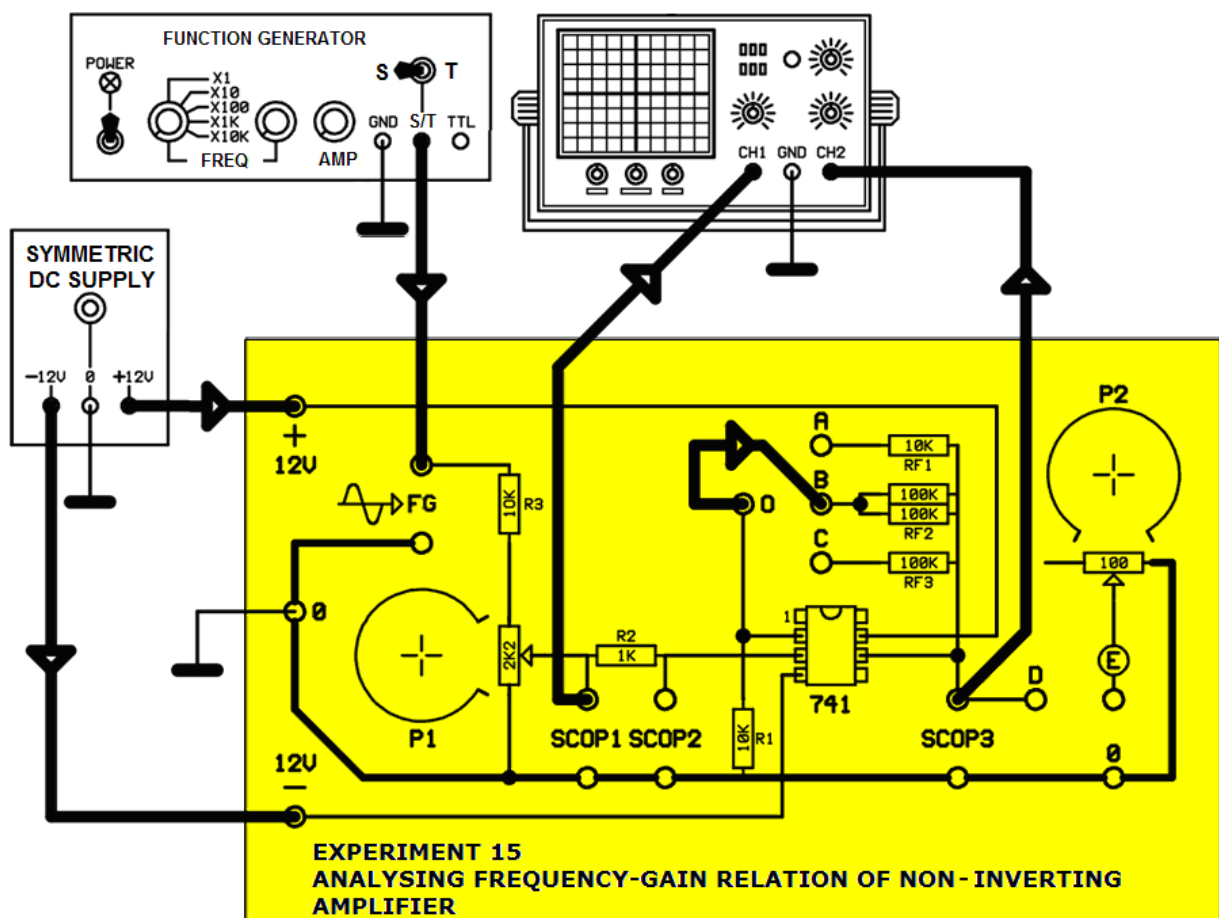 FUNCTION GENERATOR
POWER
X1
X10
X100
X1K
X10K
FREQ
AMP
S
T
GND
S/T
TTL
CH1
GND
CH2
SYMMETRIC
DC SUPPLY
-12V
0
+12V
+
12V
FG
10K
R3
0
2K2
P1
12V
-
R2
1K
SCOP1
SCOP2
O
A
B
C
10K
RF1
100K
100K
RF2
100K
RF3
1
741
10K
R1
SCOP3
D
E
P2
100
0
EXPERIMENT 15
ANALYSING FREQUENCY-GAIN RELATION OF NON-INVERTING
AMPLIFIER